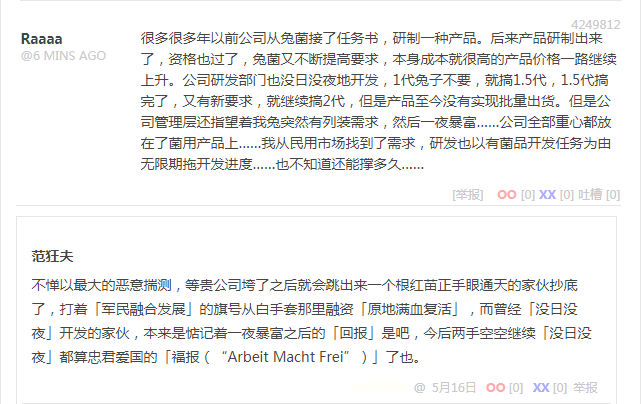 4249812
Raaaa
@6 MINS AGO
很多很多年以前公司从兔菌接了任务书，研制一种产品。后来产品研制出来
了，资格也过了，兔菌又不断提高要求，本身成本就很高的产品价格一路继续
上升。公司研发部门也没日没夜地开发，1代兔子不要，就搞1.5代，1.5代搞
完了，又有新要求，就继续搞2代，但是产品至今没有实现批量出货。但是公
司管理层还指望着我兔突然有列装需求，然后一夜暴富……公司全部重心都放
在了菌用产品上……我从民用市场找到了需求，研发也以有菌品开发任务为由
无限期拖开发进度……也不知道还能撑多久……
[举报] OO [0] XX [0] 吐槽 [0]
范狂夫
不惮以最大的恶意揣测，等贵公司垮了之后就会跳出来一个根红苗正手眼通天的家伙抄底
了，打着「军民融合发展」的旗号从白手套那里融资「原地满血复活」，而曾经「没日没
夜」开发的家伙，本来是惦记着一夜暴富之后的「回报」是吧，今后两手空空继续「没日没
夜」都算忠君爱国的「福报（“Arbeit Macht Frei”）」了也。
@ 5月16日 OO [0] XX [0] 举报